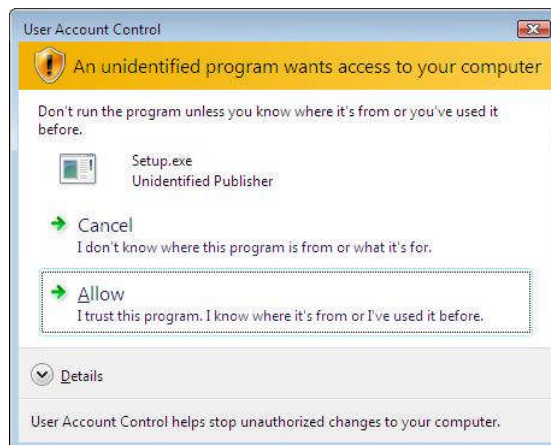 User Account Control
An unidentified program wants access to your computer
Don't run the program unless you know where it's from or you've used it
before.
Setup.exe
Unidentified Publisher
Cancel
I don't know where this program is from or what it's for.
Allow
I trust this program. I know where it's from or I've used it before.
Details
User Account Control helps stop unauthorized changes to your computer.